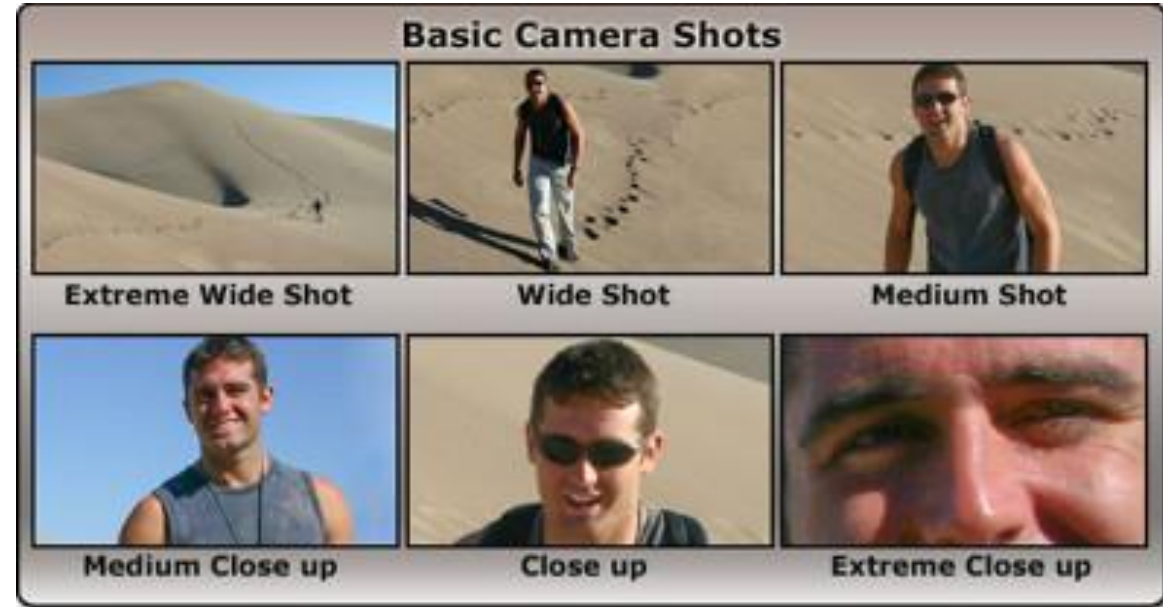 Basic Camera Shots
Extreme Wide Shot
Wide Shot
Medium Shot
Medium Close up
Close up
Extreme Close up